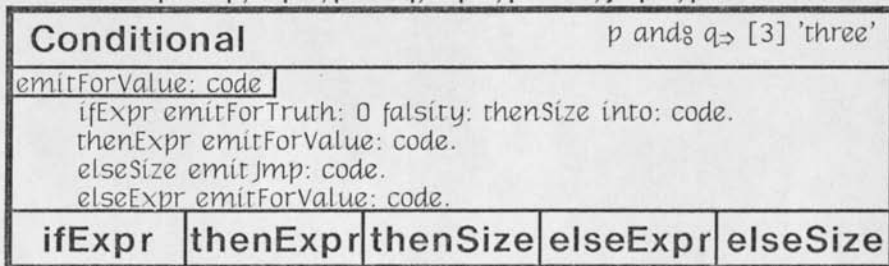 Conditional
p and⦂ q⇒ [3] 'three'
emitForValue: code
ifExpr emitForTruth: 0 falsity: thenSize into: code.
thenExpr emitForValue: code.
elseSize emitJmp: code.
elseExpr emitForValue: code.
ifExpr thenExpr thenSize elseExpr elseSize